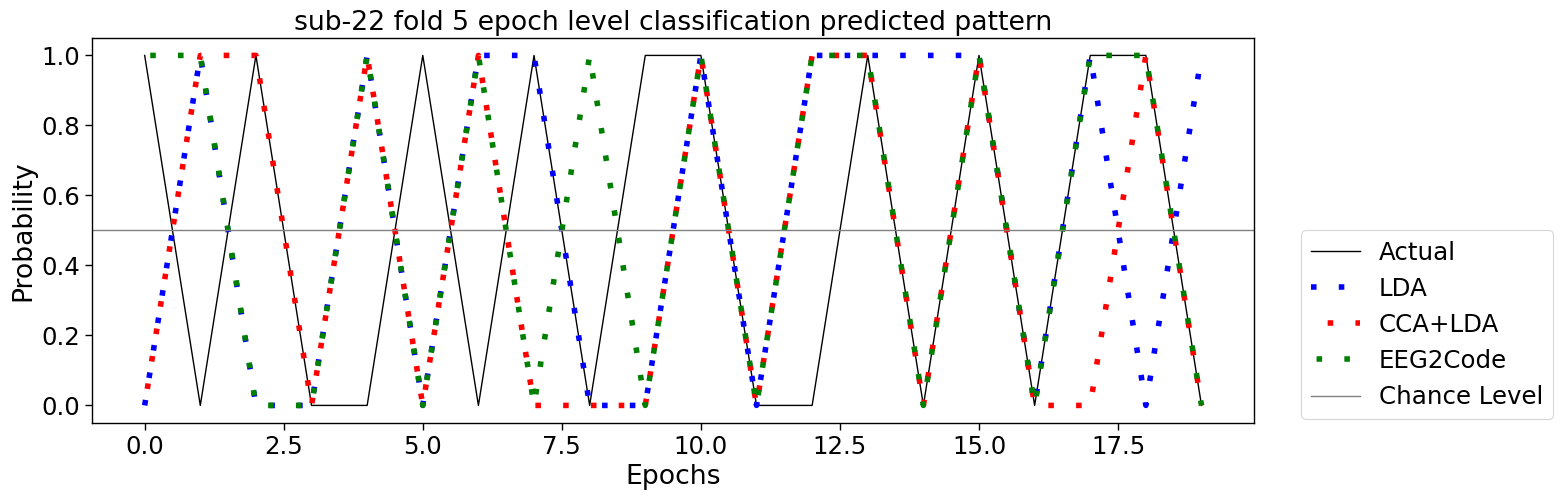 sub-22 fold 5 epoch level classification predicted pattern
1.0
0.8
0.6
0.4
0.2
0.0
Probability
0.0 2.5 5.0 7.5 10.0 12.5 15.0 17.5
Epochs
Actual
LDA
CCA+LDA
EEG2Code
Chance Level